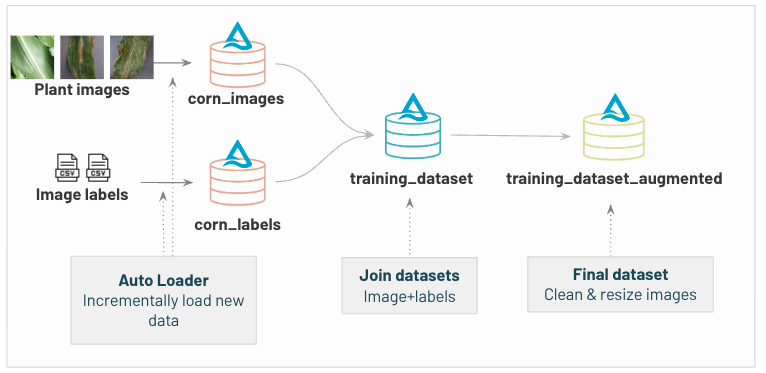 Plant images
corn_images
CSV CSV
Image labels
corn_labels
training_dataset
training_dataset_augmented
Auto Loader
Incrementally load new
data
Join datasets
Image+labels
Final dataset
Clean & resize images